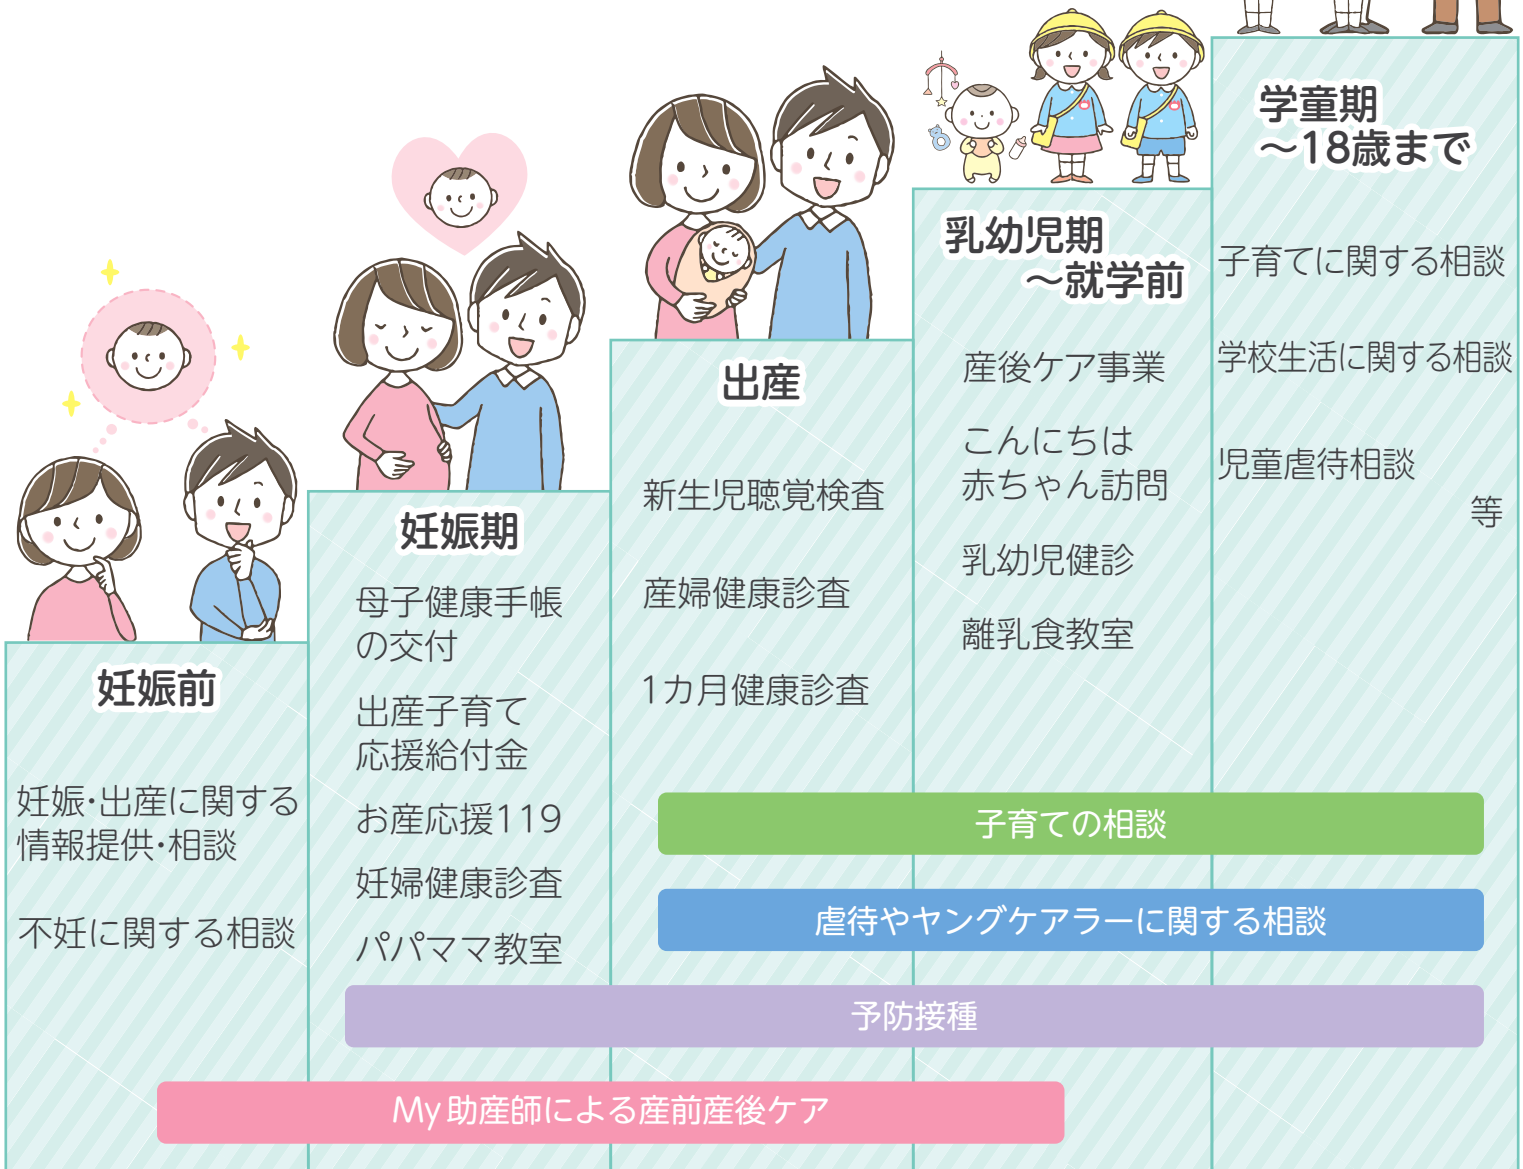 妊娠前
妊娠・出産に関する
情報提供・相談
不妊に関する相談
妊娠期
母子健康手帳
の交付
出産子育て
応援給付金
お産応援119
妊婦健康診査
パパママ教室
出産
新生児聴覚検査
産婦健康診査
1カ月健康診査
乳幼児期
～就学前
産後ケア事業
こんにちは
赤ちゃん訪問
乳幼児健診
離乳食教室
学童期
～18歳まで
子育てに関する相談
学校生活に関する相談
児童虐待相談
等
子育ての相談
虐待やヤングケアラーに関する相談
予防接種
My助産師による産前産後ケア